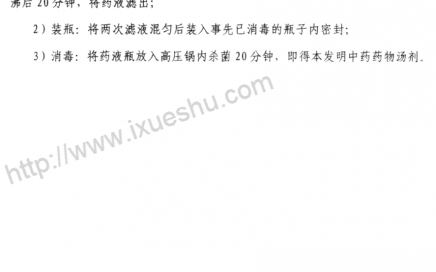 沸后 20 分钟，将药液滤出；
2）装瓶：将两次滤液混匀后装入事先已消毒的瓶子内密封；
3）消毒：将药液瓶放入高压锅内杀菌 20 分钟，即得本发明中药药物汤剂。
http://www.ixueshu.com